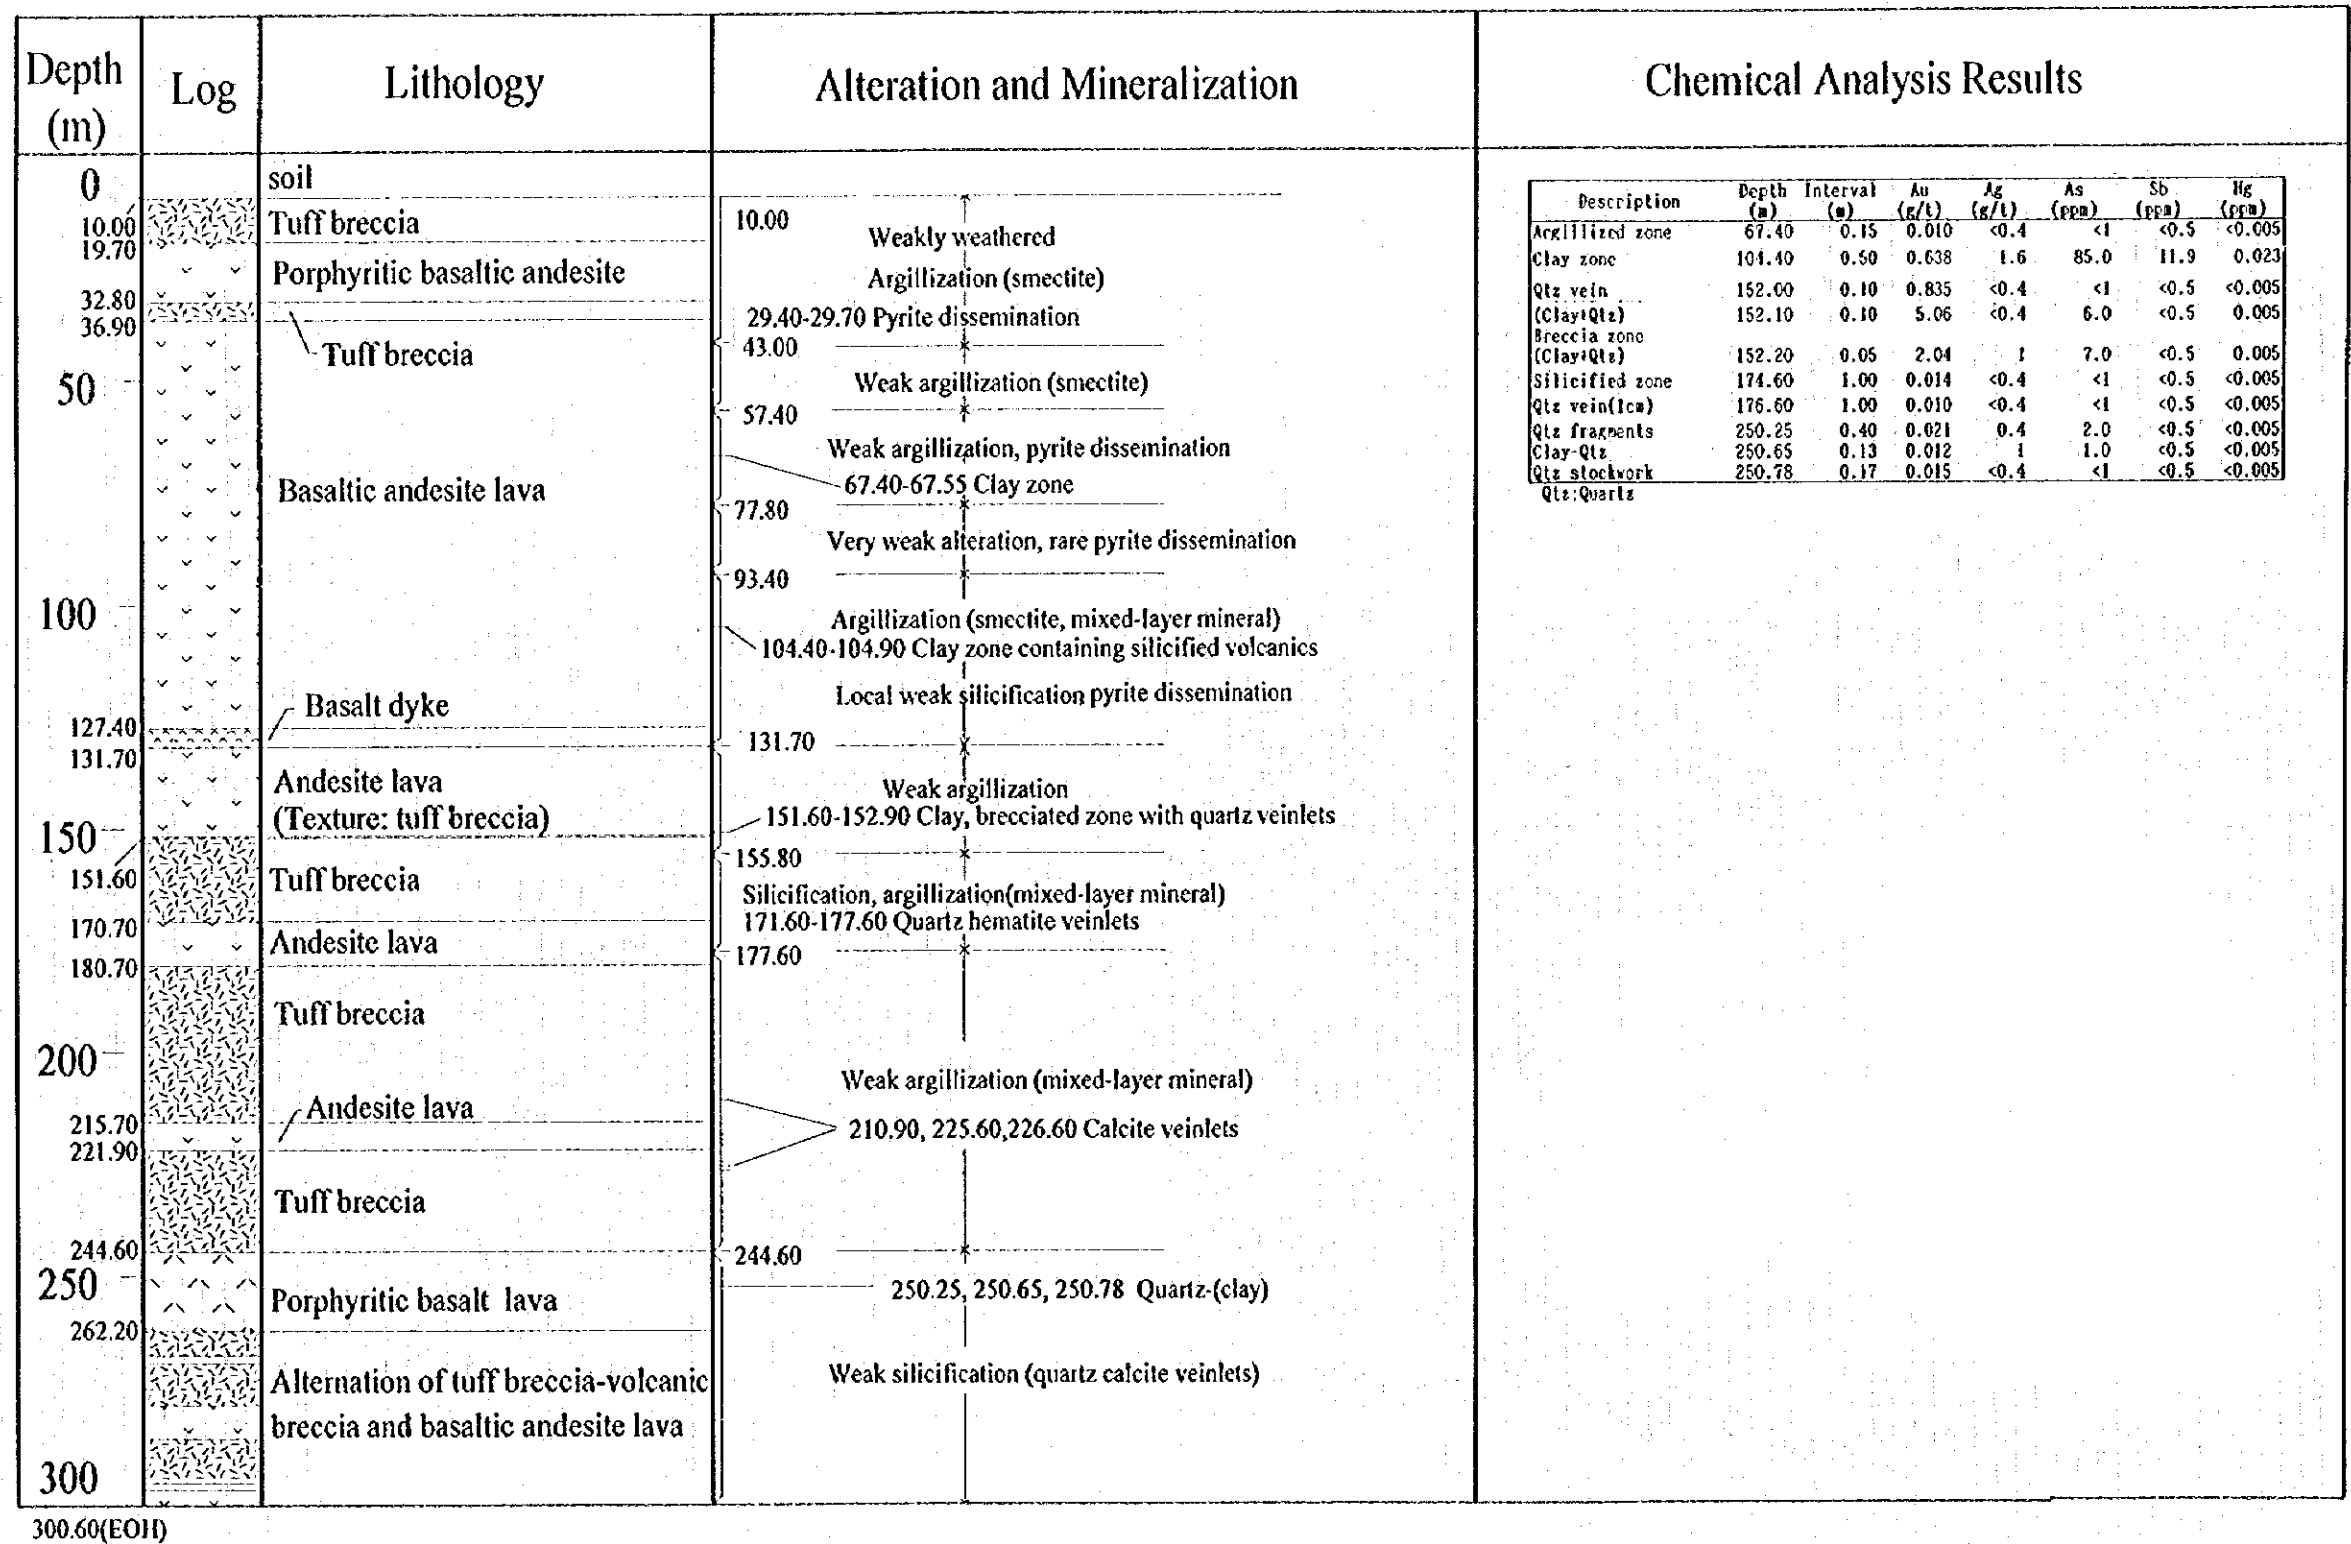 Depth
(m)
Log
Lithology
Alteration and Mineralization
Chemical Analysis Results
0
10.00
19.70
32.80
36.90
50
100
127.40
131.70
150
151.60
170.70
180.70
200
215.70
221.90
244.60
250
262.20
300
300.60(EOH)
soil
Tuff breccia
Porphyritic basaltic andesite
Tuff breccia
Basaltic andesite lava
Basalt dyke
Andesite lava
(Texture: tuff breccia)
Tuff breccia
Andesite lava
Tuff breccia
Andesite lava
Tuff breccia
Porphyritic basalt lava
Alternation of tuff breccia-volcanic
breccia and basaltic andesite lava
10.00
Weakly weathered
Argillization (smectite)
29.40-29.70 Pyrite dissemination
43.00
Weak argillization (smectite)
57.40
Weak argillization, pyrite dissemination
67.40-67.55 Clay zone
77.80
Very weak alteration, rare pyrite dissemination
93.40
Argillization (smectite, mixed-layer mineral)
104.40-104.90 Clay zone containing silicified volcanics
Local weak silicification pyrite dissemination
131.70
Weak argillization
151.60-152.90 Clay, brecciated zone with quartz veinlets
155.80
Silicification, argillization(mixed-layer mineral)
171.60-177.60 Quartz hematite veinlets
177.60
Weak argillization (mixed-layer mineral)
210.90, 225.60,226.60 Calcite veinlets
244.60
250.25, 250.65, 250.78 Quartz-(clay)
Weak silicification (quartz calcite veinlets)
Description Depth Interval Au Ag As Sb Hg
(m) (m) (g/t) (g/t) (ppm) (ppm) (ppm)
Argillized zone 67.40 0.15 0.010 <0.4 <1 <0.5 <0.005
Clay zone 104.40 0.50 0.638 1.6 85.0 11.9 0.023
Qtz vein 152.00 0.10 0.835 <0.4 <1 <0.5 <0.005
(Clay+Qtz) 152.10 0.10 5.06 <0.4 6.0 <0.5 0.005
Breccia zone
(Clay+Qtz) 152.20 0.05 2.04 1 7.0 <0.5 0.005
Silicified zone 174.60 1.00 0.014 <0.4 <1 <0.5 <0.005
Qtz vein(1cm) 176.60 1.00 0.010 <0.4 <1 <0.5 <0.005
Qtz fragments 250.25 0.40 0.021 0.4 2.0 <0.5 <0.005
Clay-Qtz 250.65 0.13 0.012 1 1.0 <0.5 <0.005
Qtz stockwork 250.78 0.17 0.015 <0.4 <1 <0.5 <0.005
Qtz:Quartz